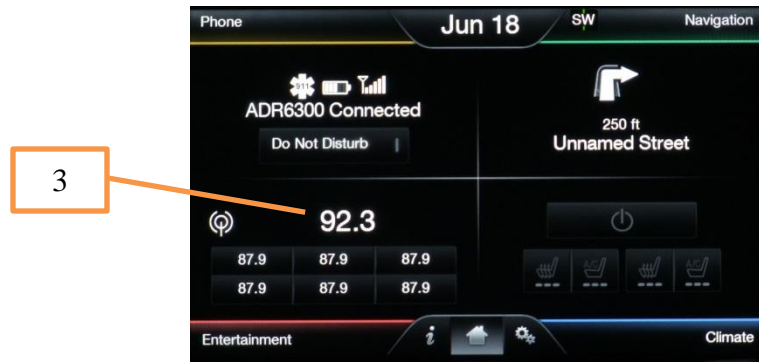 Phone
Jun 18
SW
Navigation
911
ADR6300 Connected
Do Not Disturb
250 ft
Unnamed Street
3
92.3
87.9 87.9 87.9
87.9 87.9 87.9
A/C
A/C
Entertainment
i
Climate